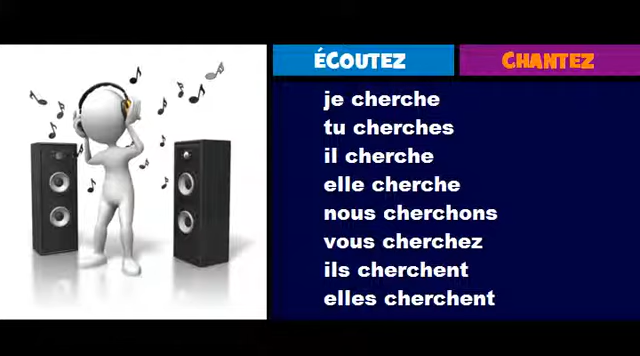 ÉCOUTEZ
CHANTEZ
je cherche
tu cherches
il cherche
elle cherche
nous cherchons
vous cherchez
ils cherchent
elles cherchent